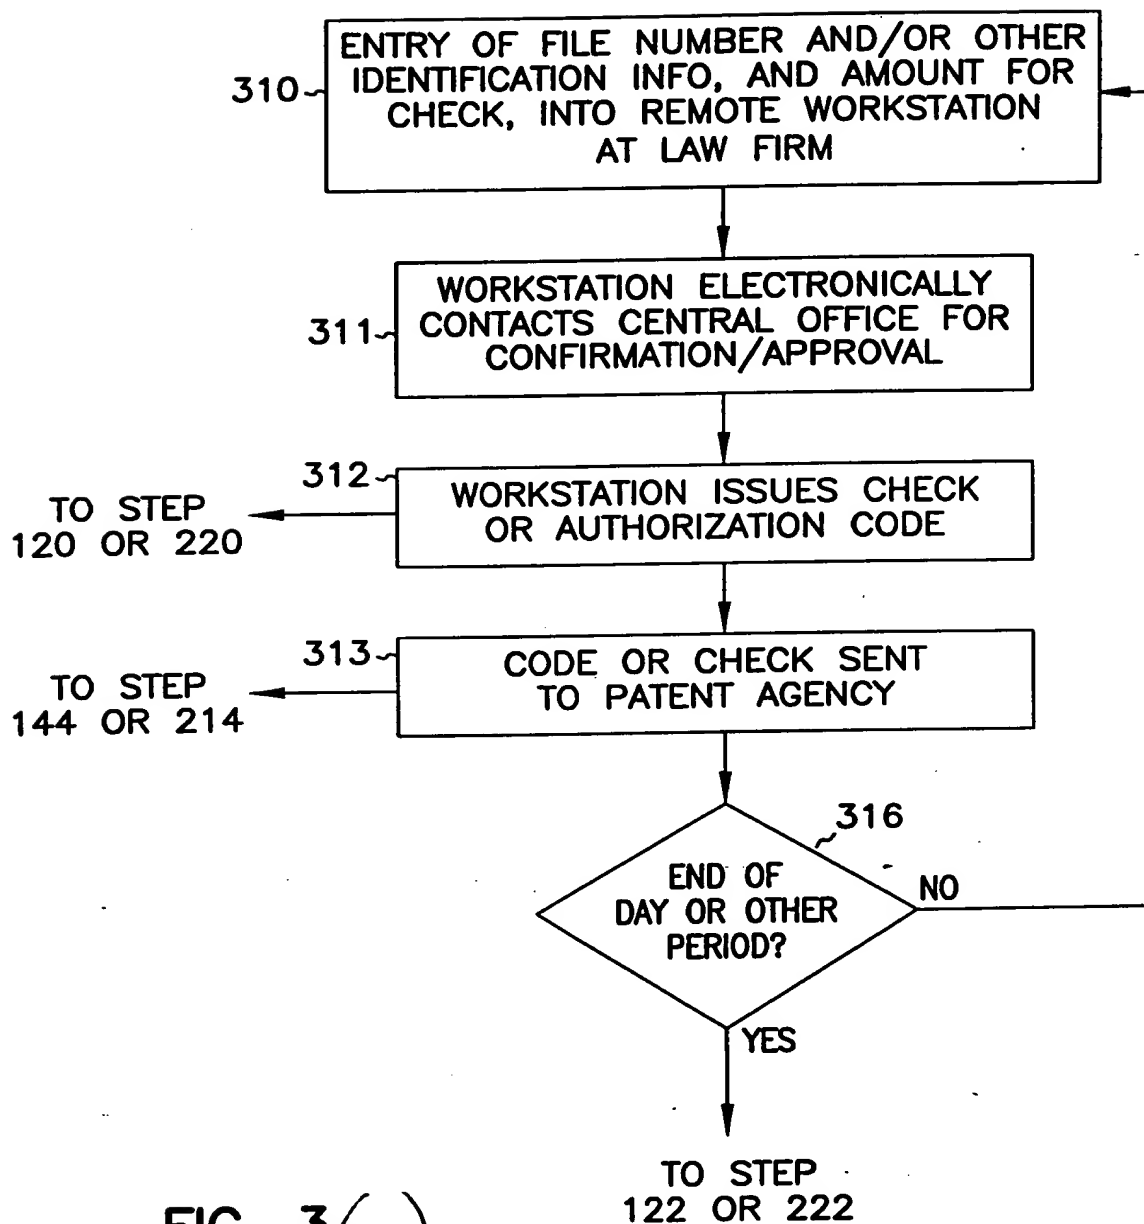 310
ENTRY OF FILE NUMBER AND/OR OTHER
IDENTIFICATION INFO, AND AMOUNT FOR
CHECK, INTO REMOTE WORKSTATION
AT LAW FIRM
311
WORKSTATION ELECTRONICALLY
CONTACTS CENTRAL OFFICE FOR
CONFIRMATION/APPROVAL
312
WORKSTATION ISSUES CHECK
OR AUTHORIZATION CODE
TO STEP
120 OR 220
313
CODE OR CHECK SENT
TO PATENT AGENCY
TO STEP
144 OR 214
316
END OF
DAY OR OTHER
PERIOD?
NO
YES
TO STEP
122 OR 222
FIG. 3